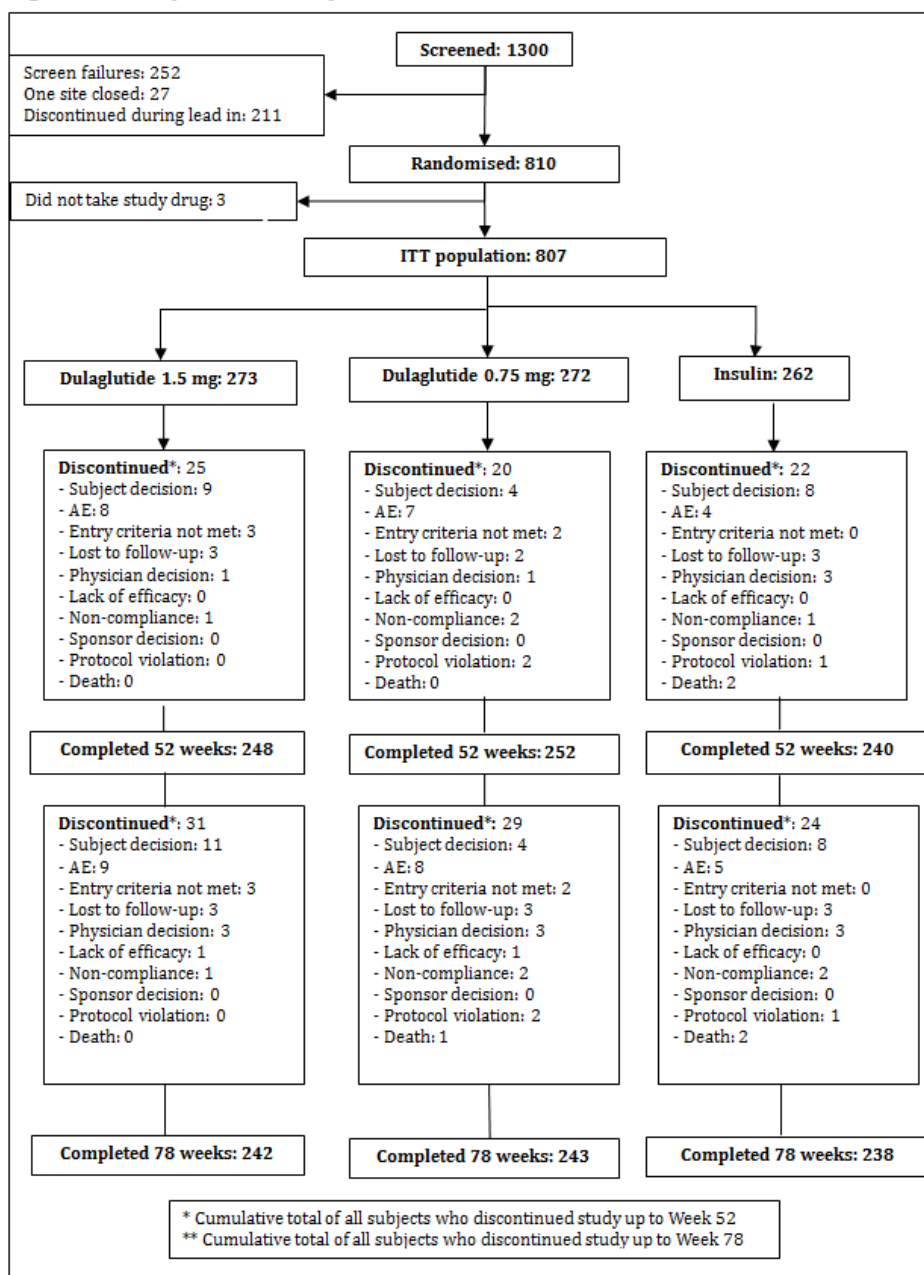 Screened: 1300
Screen failures: 252
One site closed: 27
Discontinued during lead in: 211
Randomised: 810
Did not take study drug: 3
ITT population: 807
Dulaglutide 1.5 mg: 273
Dulaglutide 0.75 mg: 272
Insulin: 262
Discontinued*: 25
- Subject decision: 9
- AE: 8
- Entry criteria not met: 3
- Lost to follow-up: 3
- Physician decision: 1
- Lack of efficacy: 0
- Non-compliance: 1
- Sponsor decision: 0
- Protocol violation: 0
- Death: 0
Discontinued*: 20
- Subject decision: 4
- AE: 7
- Entry criteria not met: 2
- Lost to follow-up: 2
- Physician decision: 1
- Lack of efficacy: 0
- Non-compliance: 2
- Sponsor decision: 0
- Protocol violation: 2
- Death: 0
Discontinued*: 22
- Subject decision: 8
- AE: 4
- Entry criteria not met: 0
- Lost to follow-up: 3
- Physician decision: 3
- Lack of efficacy: 0
- Non-compliance: 1
- Sponsor decision: 0
- Protocol violation: 1
- Death: 2
Completed 52 weeks: 248
Completed 52 weeks: 252
Completed 52 weeks: 240
Discontinued*: 31
- Subject decision: 11
- AE: 9
- Entry criteria not met: 3
- Lost to follow-up: 3
- Physician decision: 3
- Lack of efficacy: 1
- Non-compliance: 1
- Sponsor decision: 0
- Protocol violation: 0
- Death: 0
Discontinued*: 29
- Subject decision: 4
- AE: 8
- Entry criteria not met: 2
- Lost to follow-up: 3
- Physician decision: 3
- Lack of efficacy: 1
- Non-compliance: 2
- Sponsor decision: 0
- Protocol violation: 2
- Death: 1
Discontinued*: 24
- Subject decision: 8
- AE: 5
- Entry criteria not met: 0
- Lost to follow-up: 3
- Physician decision: 3
- Lack of efficacy: 0
- Non-compliance: 2
- Sponsor decision: 0
- Protocol violation: 1
- Death: 2
Completed 78 weeks: 242
Completed 78 weeks: 243
Completed 78 weeks: 238
* Cumulative total of all subjects who discontinued study up to Week 52
** Cumulative total of all subjects who discontinued study up to Week 78